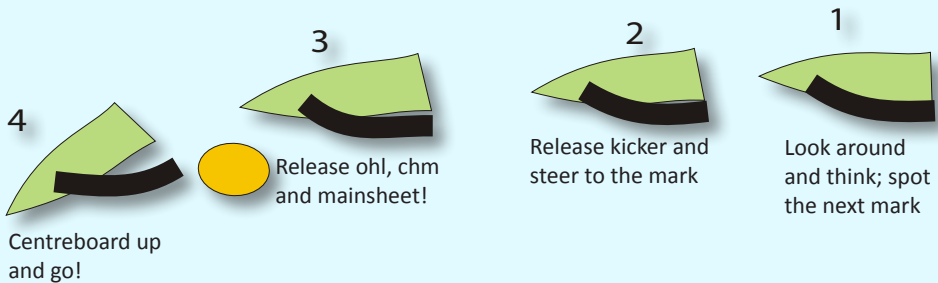 1
Look around
and think; spot
the next mark
2
Release kicker and
steer to the mark
3
Release ohl, chm
and mainsheet!
4
Centreboard up
and go!